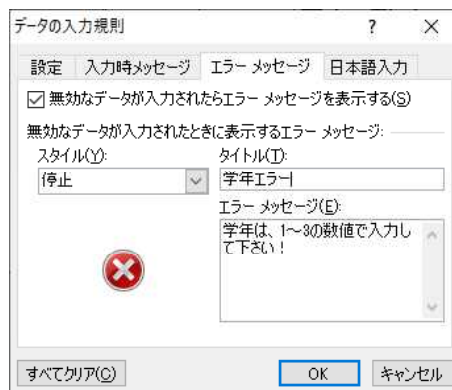 データの入力規則 ?
設定 入力時メッセージ エラー メッセージ 日本語入力
無効なデータが入力されたらエラー メッセージを表示する(S)
無効なデータが入力されたときに表示するエラー メッセージ:
スタイル(Y): タイトル(T):
停止 学年エラー
エラー メッセージ(E):
学年は、1～3の数値で入力し
て下さい！
すべてクリア(C) OK キャンセル